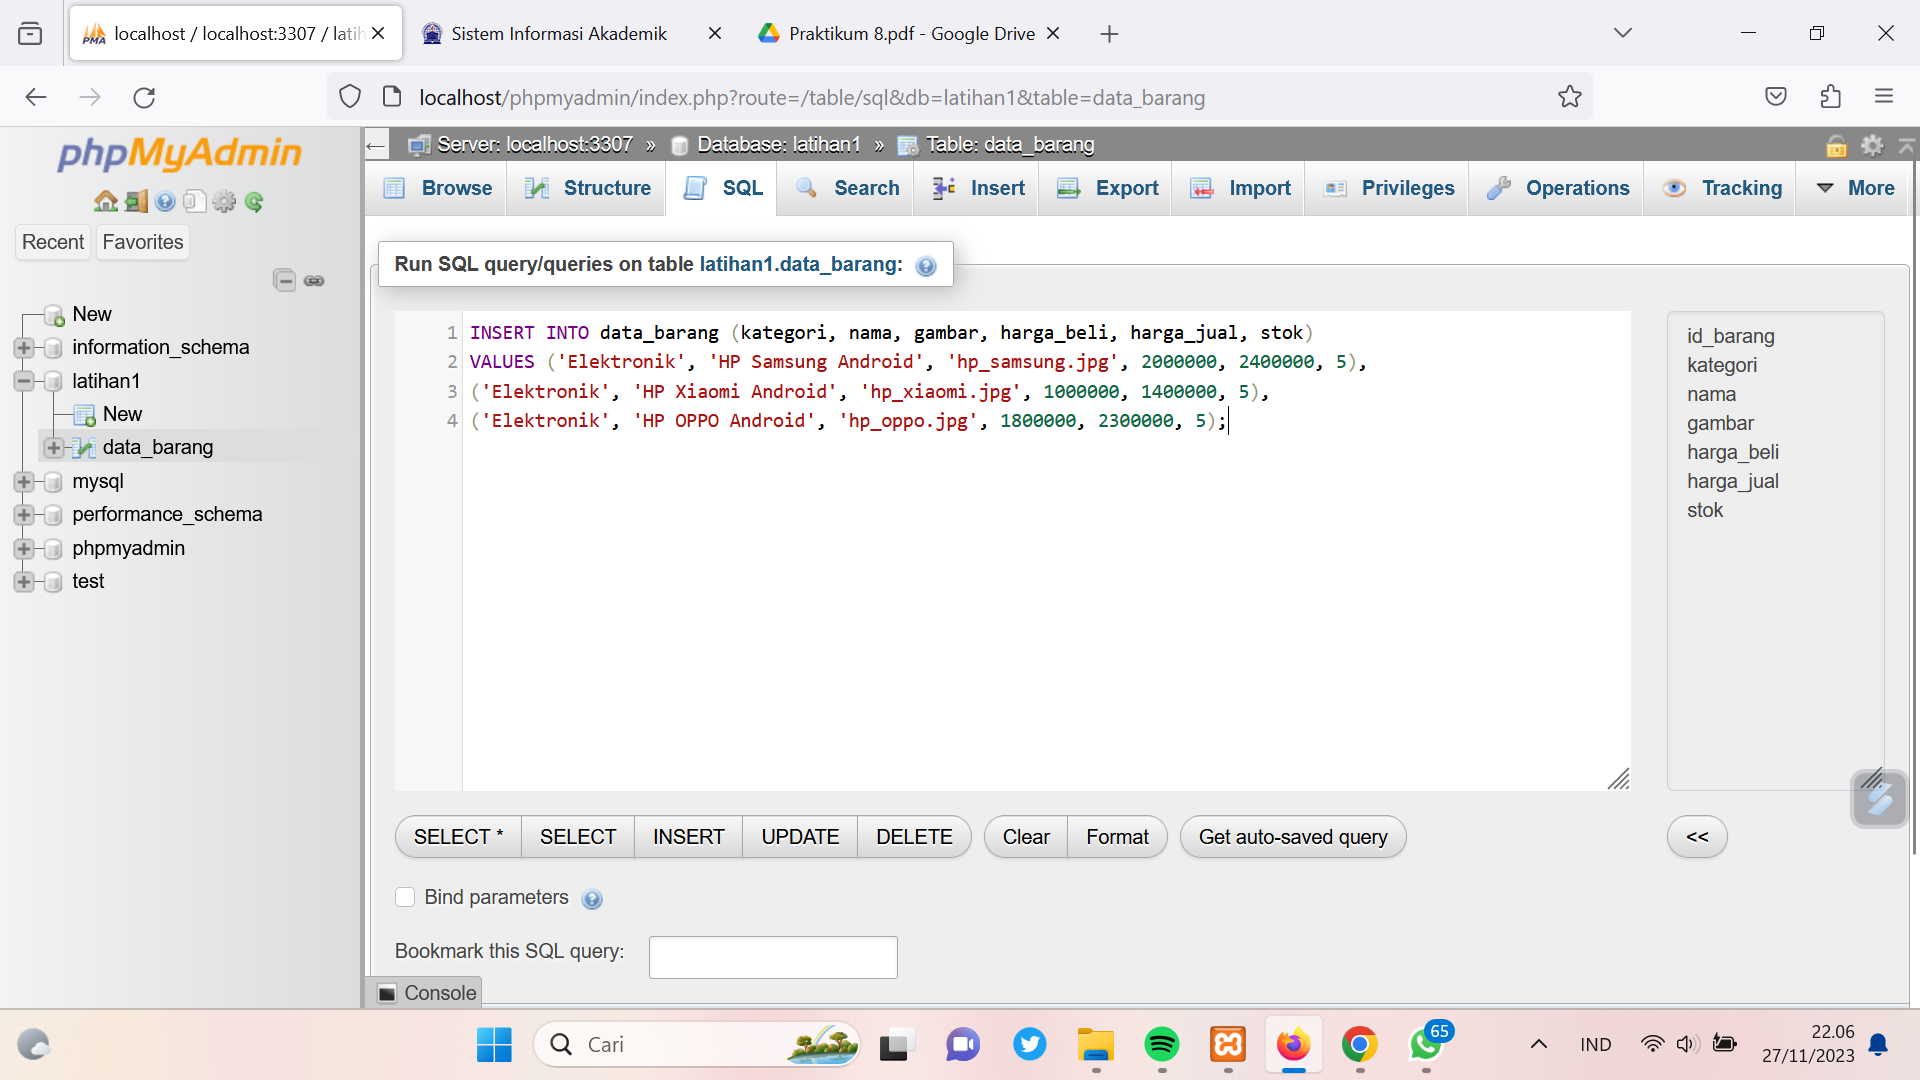 localhost / localhost:3307 / latih
Sistem Informasi Akademik
Praktikum 8.pdf - Google Drive
localhost/phpmyadmin/index.php?route=/table/sql&db=latihan1&table=data_barang
phpMyAdmin
Recent
Favorites
New
information_schema
latihan1
New
data_barang
mysql
performance_schema
phpmyadmin
test
Server: localhost:3307 » Database: latihan1 » Table: data_barang
Browse
Structure
SQL
Search
Insert
Export
Import
Privileges
Operations
Tracking
More
Run SQL query/queries on table latihan1.data_barang:
1 INSERT INTO data_barang (kategori, nama, gambar, harga_beli, harga_jual, stok)
2 VALUES ('Elektronik', 'HP Samsung Android', 'hp_samsung.jpg', 2000000, 2400000, 5),
3 ('Elektronik', 'HP Xiaomi Android', 'hp_xiaomi.jpg', 1000000, 1400000, 5),
4 ('Elektronik', 'HP OPPO Android', 'hp_oppo.jpg', 1800000, 2300000, 5);
id_barang
kategori
nama
gambar
harga_beli
harga_jual
stok
SELECT *
SELECT
INSERT
UPDATE
DELETE
Clear
Format
Get auto-saved query
<<
Bind parameters
Bookmark this SQL query:
Console
Cari
65
IND
22.06
27/11/2023